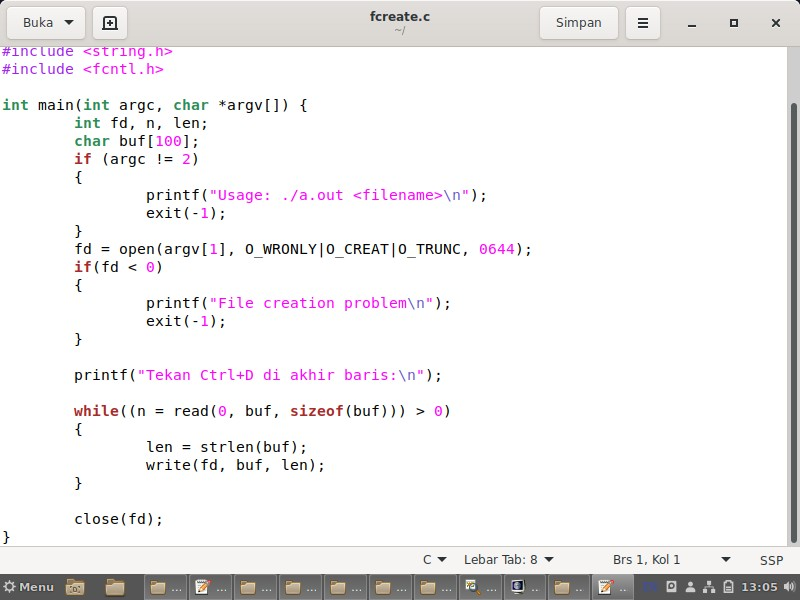 Buka
fcreate.c
~/
Simpan
#include <string.h>
#include <fcntl.h>
int main(int argc, char *argv[]) {
int fd, n, len;
char buf[100];
if (argc != 2)
{
printf("Usage: ./a.out <filename>\n");
exit(-1);
}
fd = open(argv[1], O_WRONLY|O_CREAT|O_TRUNC, 0644);
if(fd < 0)
{
printf("File creation problem\n");
exit(-1);
}
printf("Tekan Ctrl+D di akhir baris:\n");
while((n = read(0, buf, sizeof(buf))) > 0)
{
len = strlen(buf);
write(fd, buf, len);
}
close(fd);
}
C
Lebar Tab: 8
Brs 1, Kol 1
SSP
Menu
...
...
...
...
...
...
...
...
...
...
...
13:05